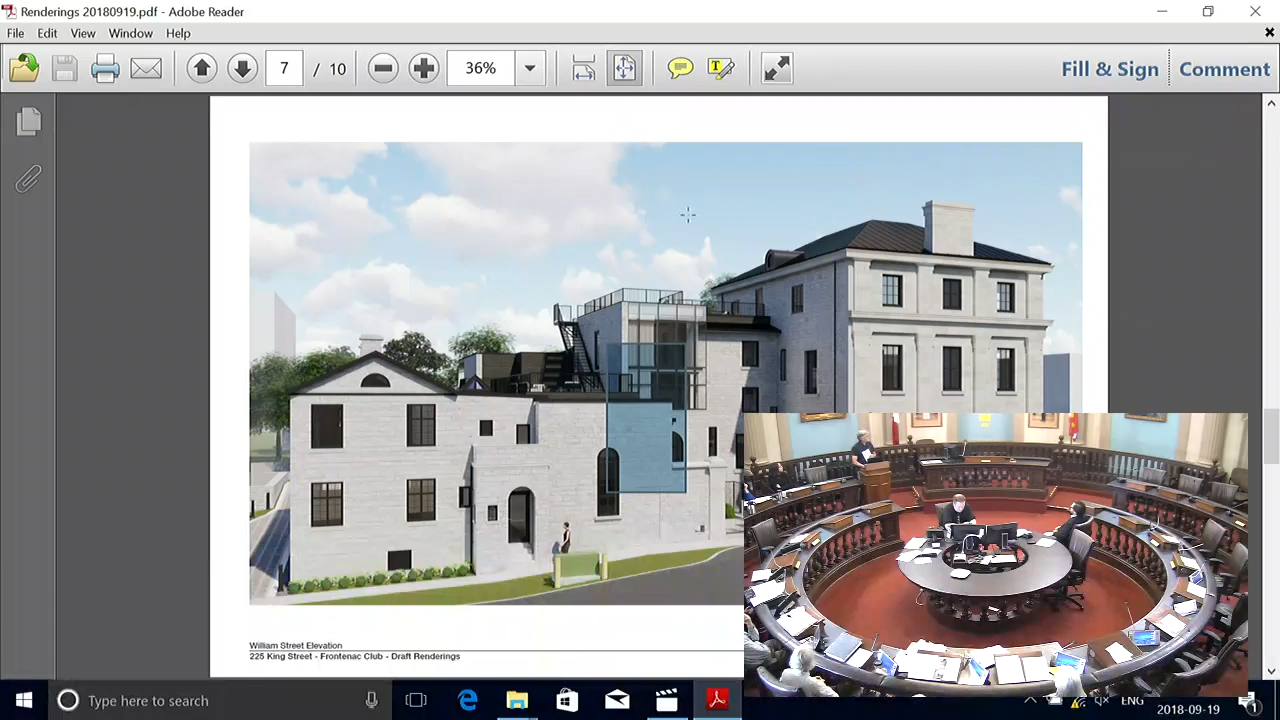 Renderings 20180919.pdf - Adobe Reader
File Edit View Window Help
7 / 10 36% Fill & Sign Comment
William Street Elevation
225 King Street - Frontenac Club - Draft Renderings
Type here to search
ENG
2018-09-19
1